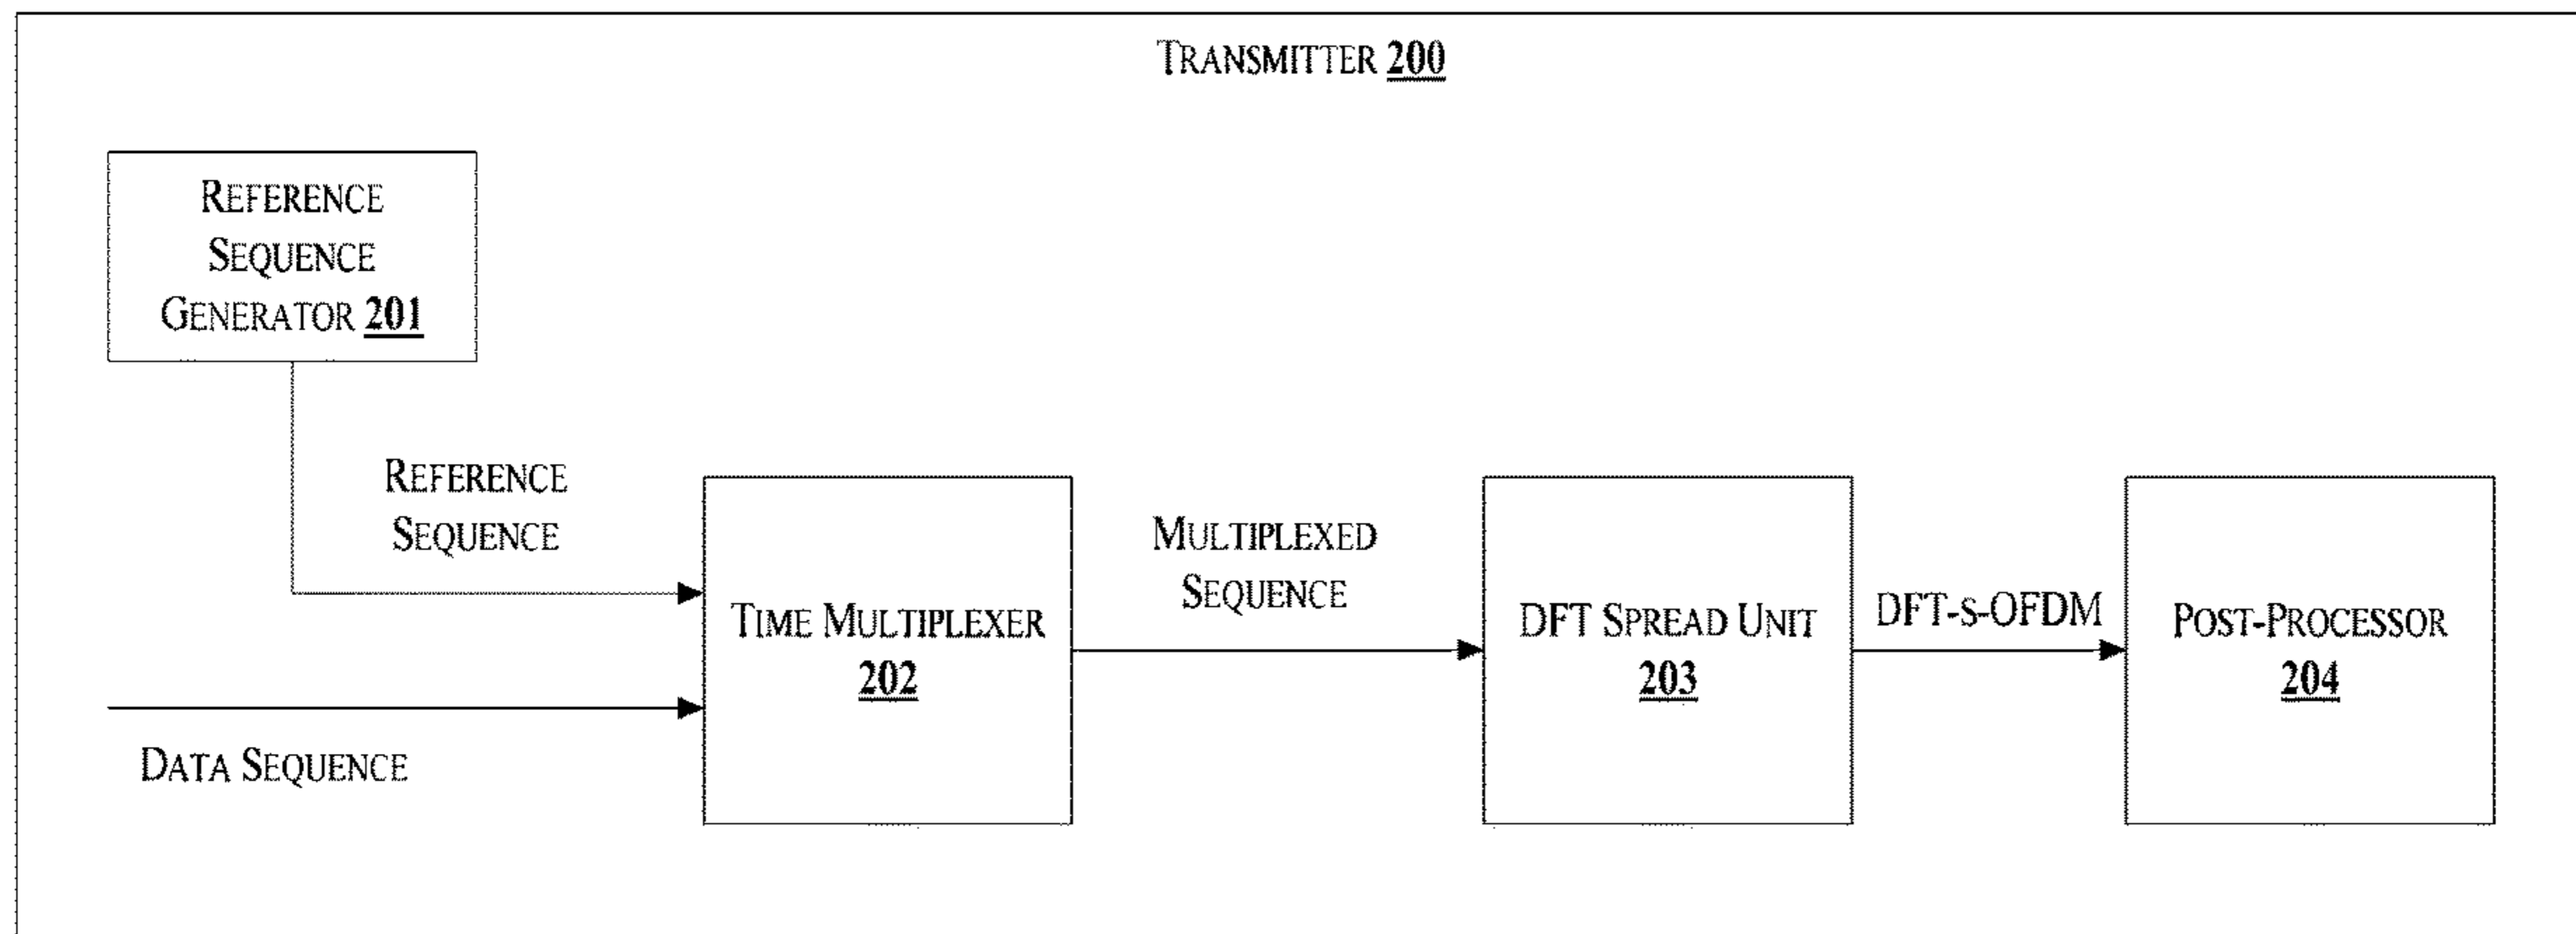 TRANSMITTER 200
REFERENCE
SEQUENCE
GENERATOR 201
REFERENCE
SEQUENCE
DATA SEQUENCE
TIME MULTIPLEXER
202
MULTIPLEXED
SEQUENCE
DFT SPREAD UNIT
203
DFT-S-OFDM
POST-PROCESSOR
204